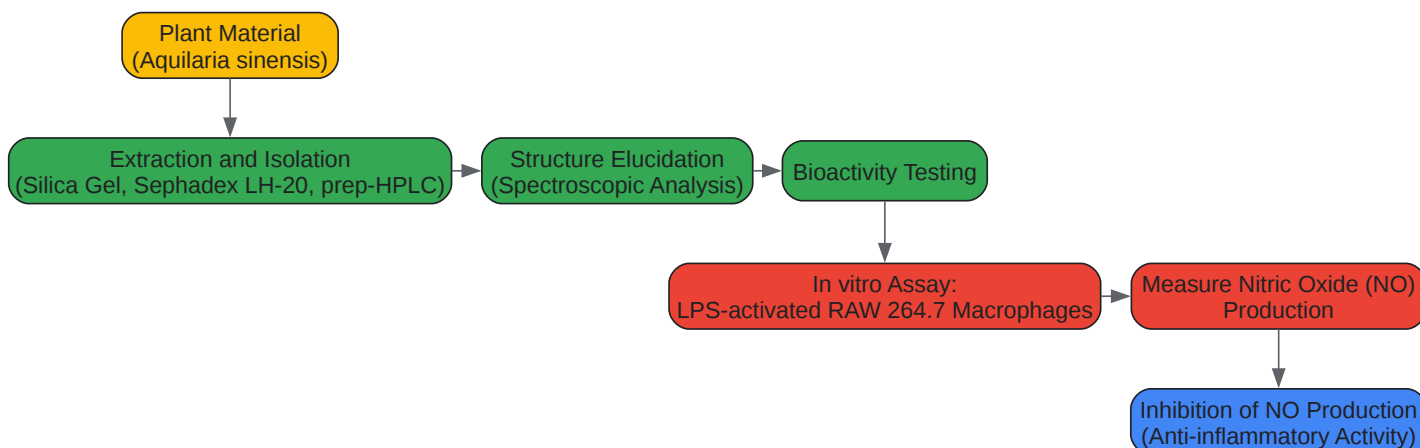 Plant Material
(Aquilaria sinensis)
Extraction and Isolation
(Silica Gel, Sephadex LH-20, prep-HPLC)
Structure Elucidation
(Spectroscopic Analysis)
Bioactivity Testing
In vitro Assay:
LPS-activated RAW 264.7 Macrophages
Measure Nitric Oxide (NO)
Production
Inhibition of NO Production
(Anti-inflammatory Activity)